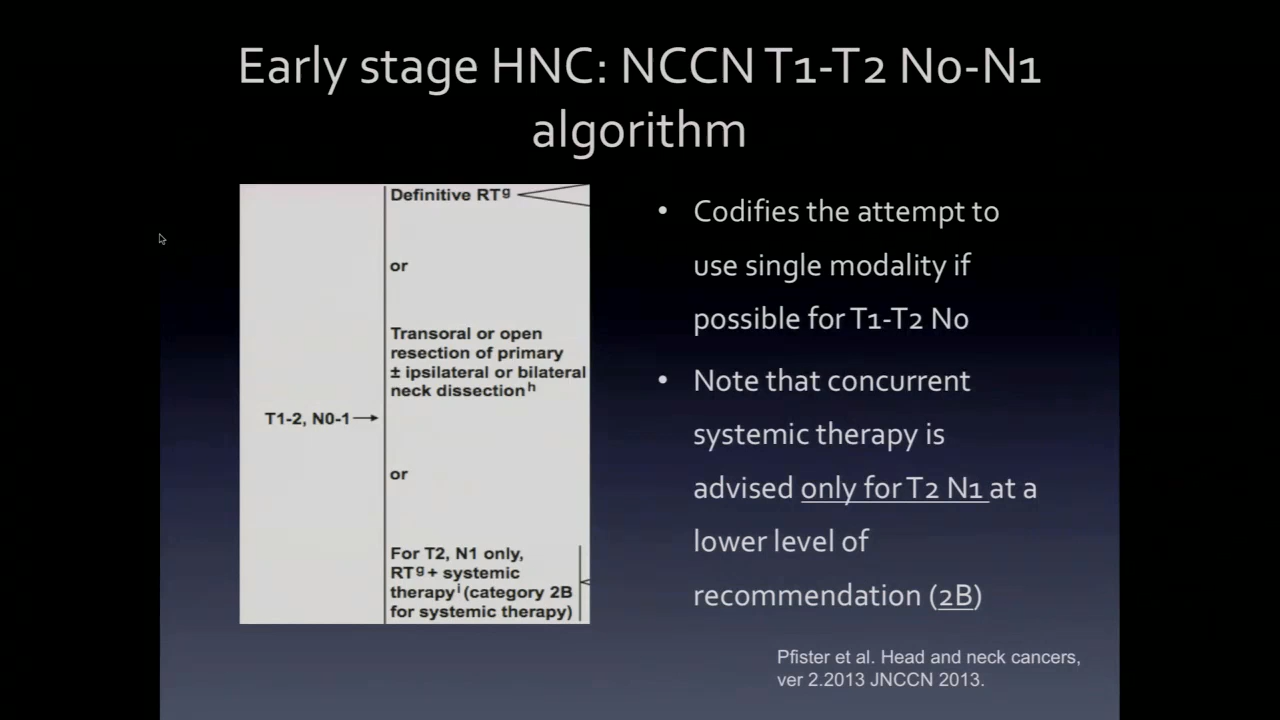 Early stage HNC: NCCN T1-T2 N0-N1
algorithm
Definitive RTg
or
Transoral or open
resection of primary
± ipsilateral or bilateral
neck dissectionh
T1-2, N0-1
or
For T2, N1 only,
RTg + systemic
therapyi (category 2B
for systemic therapy)
• Codifies the attempt to
use single modality if
possible for T1-T2 N0
• Note that concurrent
systemic therapy is
advised only for T2 N1 at a
lower level of
recommendation (2B)
Pfister et al. Head and neck cancers,
ver 2.2013 JNCCN 2013.